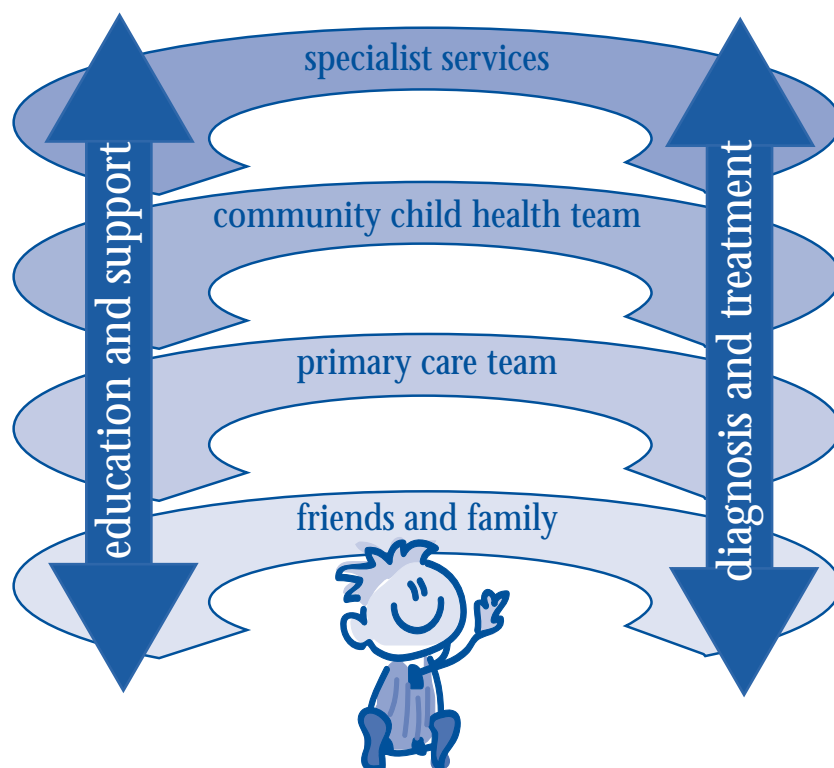 specialist services
community child health team
primary care team
friends and family
education and support
diagnosis and treatment